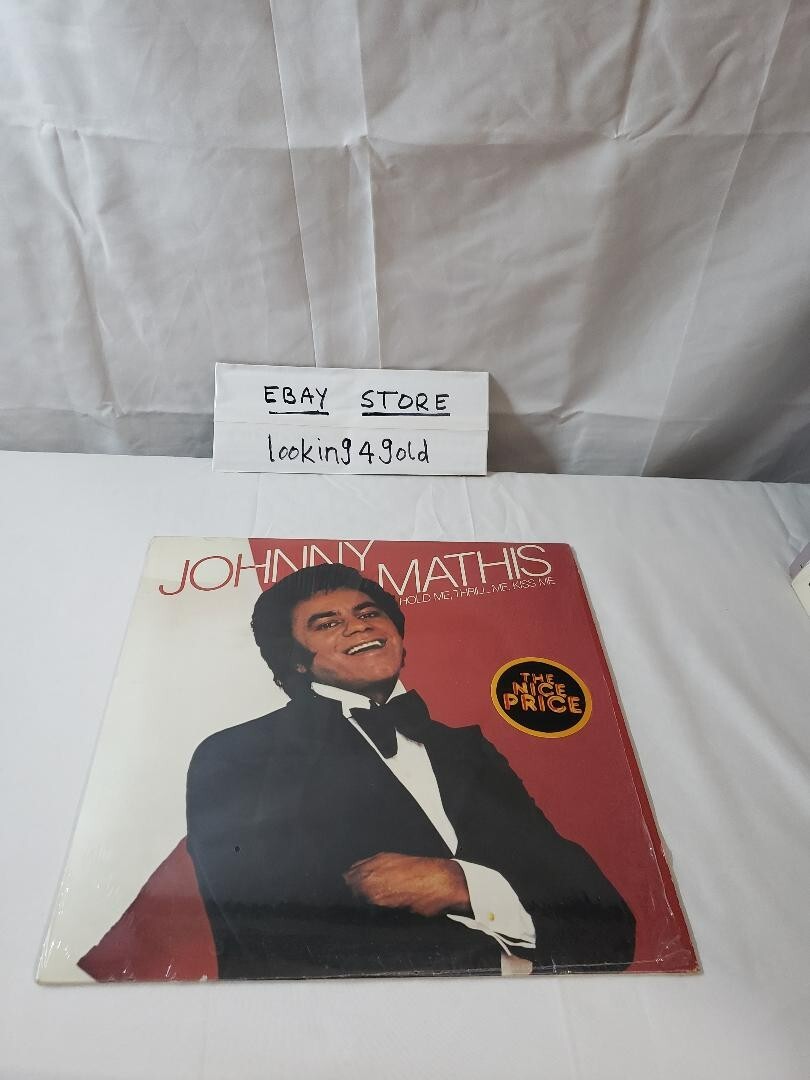 EBAY STORE
looking4gold
JOHNNY MATHIS
HOLD ME, THRILL ME, KISS ME
THE
NICE
PRICE